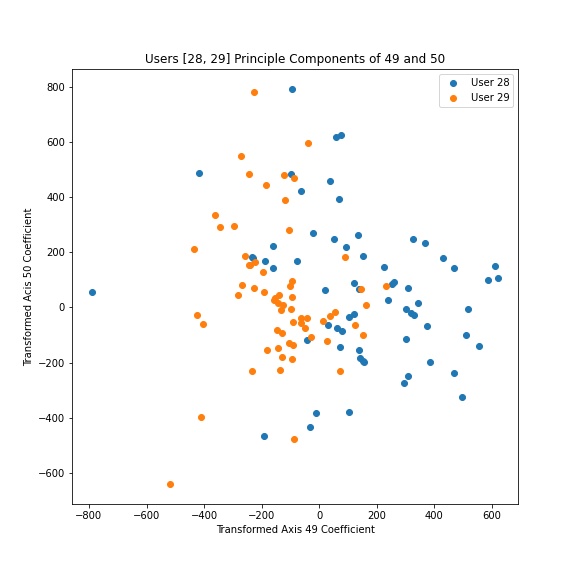 Users [28, 29] Principle Components of 49 and 50
User 28
User 29
Transformed Acis 50 Coefficient
800
600
400
200
0
−200
−400
−600
−800 −600 −400 −200 0 200 400 600
Transformed Axis 49 Coefficient